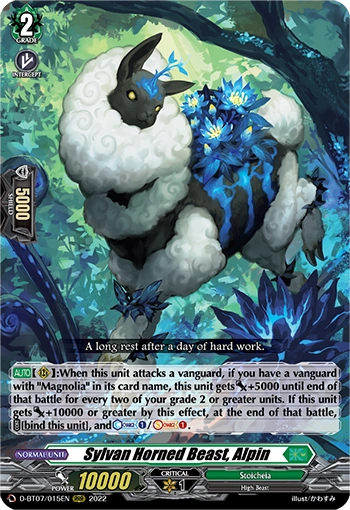 2
GRADE
INTERCEPT
5000
SHIELD
A long rest after a day of hard work.
AUTO[ R ]:When this unit attacks a vanguard, if you have a vanguard
with "Magnolia" in its card name, this unit gets +5000 until end of
that battle for every two of your grade 2 or greater units. If this unit
gets +10000 or greater by this effect, at the end of that battle,
[bind this unit], and 1 / 1.
NORMAL UNIT
Sylvan Horned Beast, Alpin
POWER 10000
CRITICAL
1
Stoicheia
High Beast
D-BT07/015EN RRR 2022
illust/かわすみ